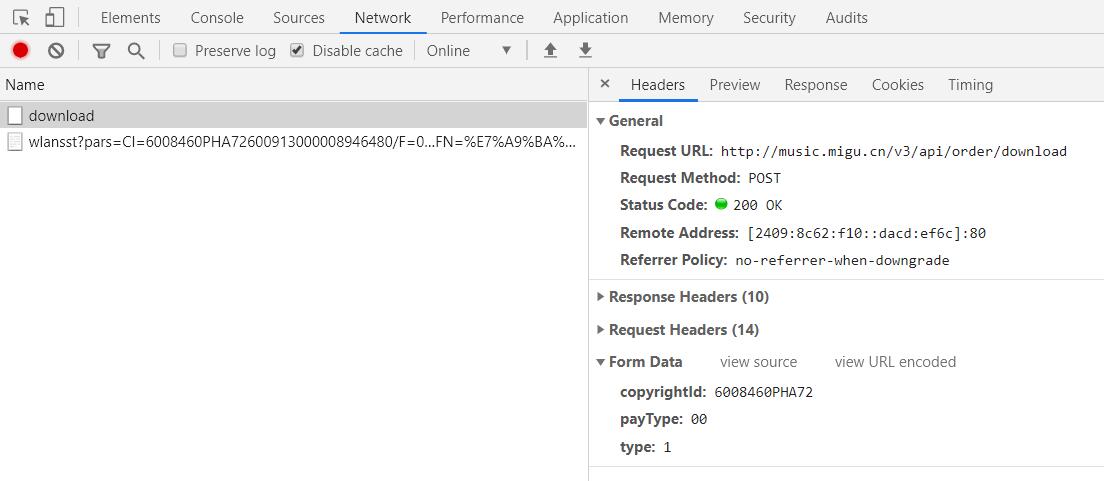 Elements Console Sources Network Performance Application Memory Security Audits
Preserve log Disable cache Online
Name
download
wlansst?pars=CI=6008460PHA72600913000008946480/F=0...FN=%E7%A9%BA%...
× Headers Preview Response Cookies Timing
General
Request URL: http://music.migu.cn/v3/api/order/download
Request Method: POST
Status Code: 200 OK
Remote Address: [2409:8c62:f10::dacd:ef6c]:80
Referrer Policy: no-referrer-when-downgrade
Response Headers (10)
Request Headers (14)
Form Data view source view URL encoded
copyrightId: 6008460PHA72
payType: 00
type: 1